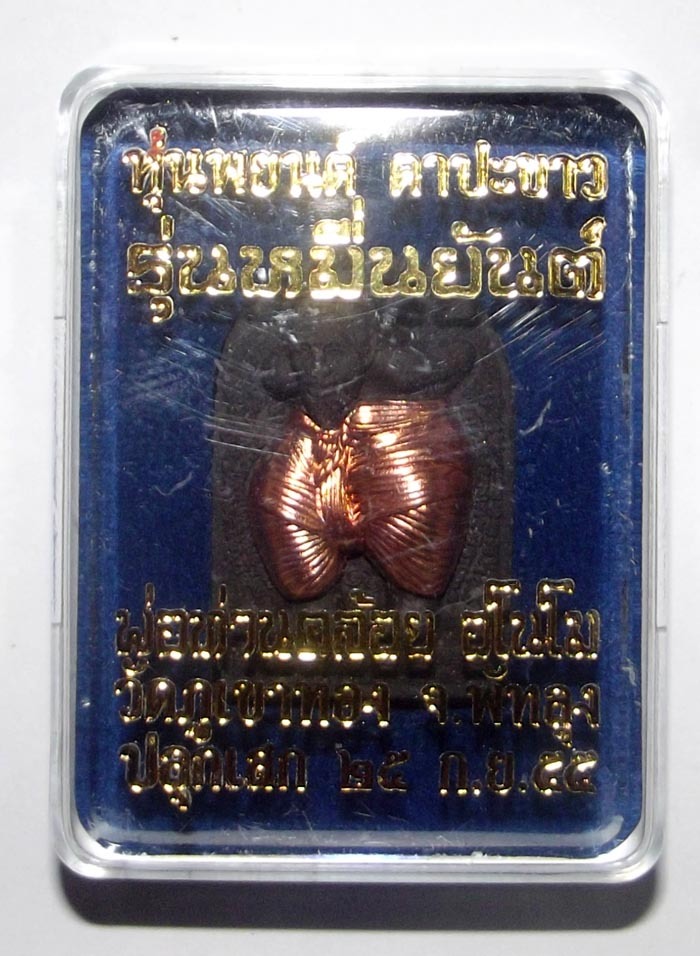 หุ่นพยนต์ ตาปะขาว
รุ่นหมื่นยันต์
พ่อท่านคล้อย อโนโม
วัดภูเขาทอง จ.พัทลุง
ปลุกเสก ๒๕ ก.ย.๕๕